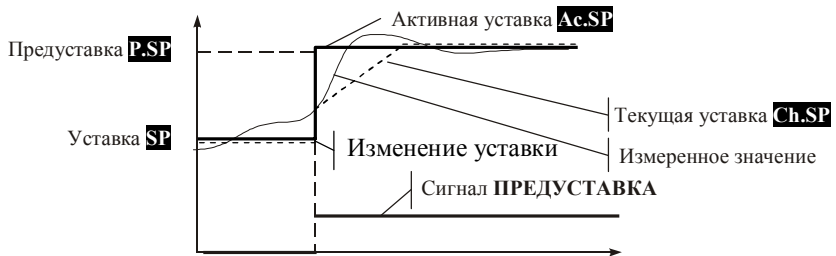 Активная уставка Ac.SP
Предуставка P.SP
Текущая уставка Ch.SP
Уставка SP
Изменение уставки
Измеренное значение
Сигнал ПРЕДУСТАВКА